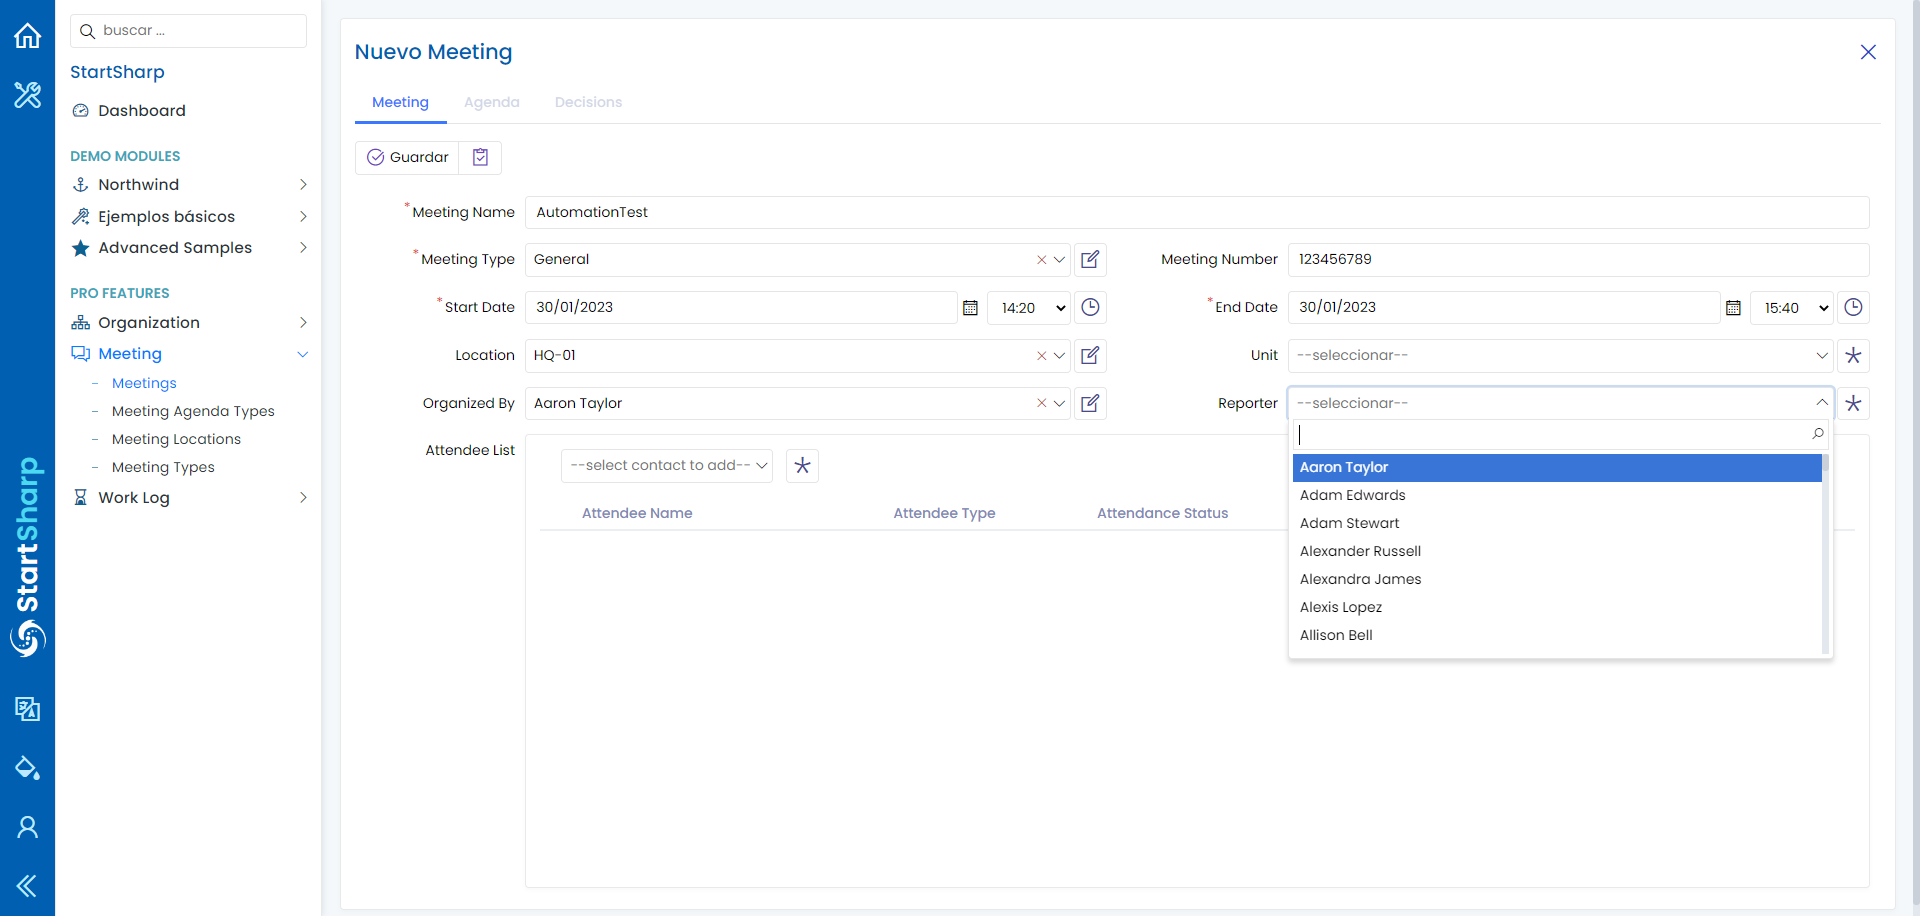 buscar ...
StartSharp
Dashboard
DEMO MODULES
Northwind
Ejemplos básicos
Advanced Samples
PRO FEATURES
Organization
Meeting
- Meetings
- Meeting Agenda Types
- Meeting Locations
- Meeting Types
Work Log
StartSharp
Nuevo Meeting
Meeting Agenda Decisions
Guardar
*Meeting Name AutomationTest
*Meeting Type General Meeting Number 123456789
*Start Date 30/01/2023 14:20 *End Date 30/01/2023 15:40
Location HQ-01 Unit --seleccionar--
Organized By Aaron Taylor Reporter --seleccionar--
Attendee List
--select contact to add--
Attendee Name Attendee Type Attendance Status
Aaron Taylor
Adam Edwards
Adam Stewart
Alexander Russell
Alexandra James
Alexis Lopez
Allison Bell